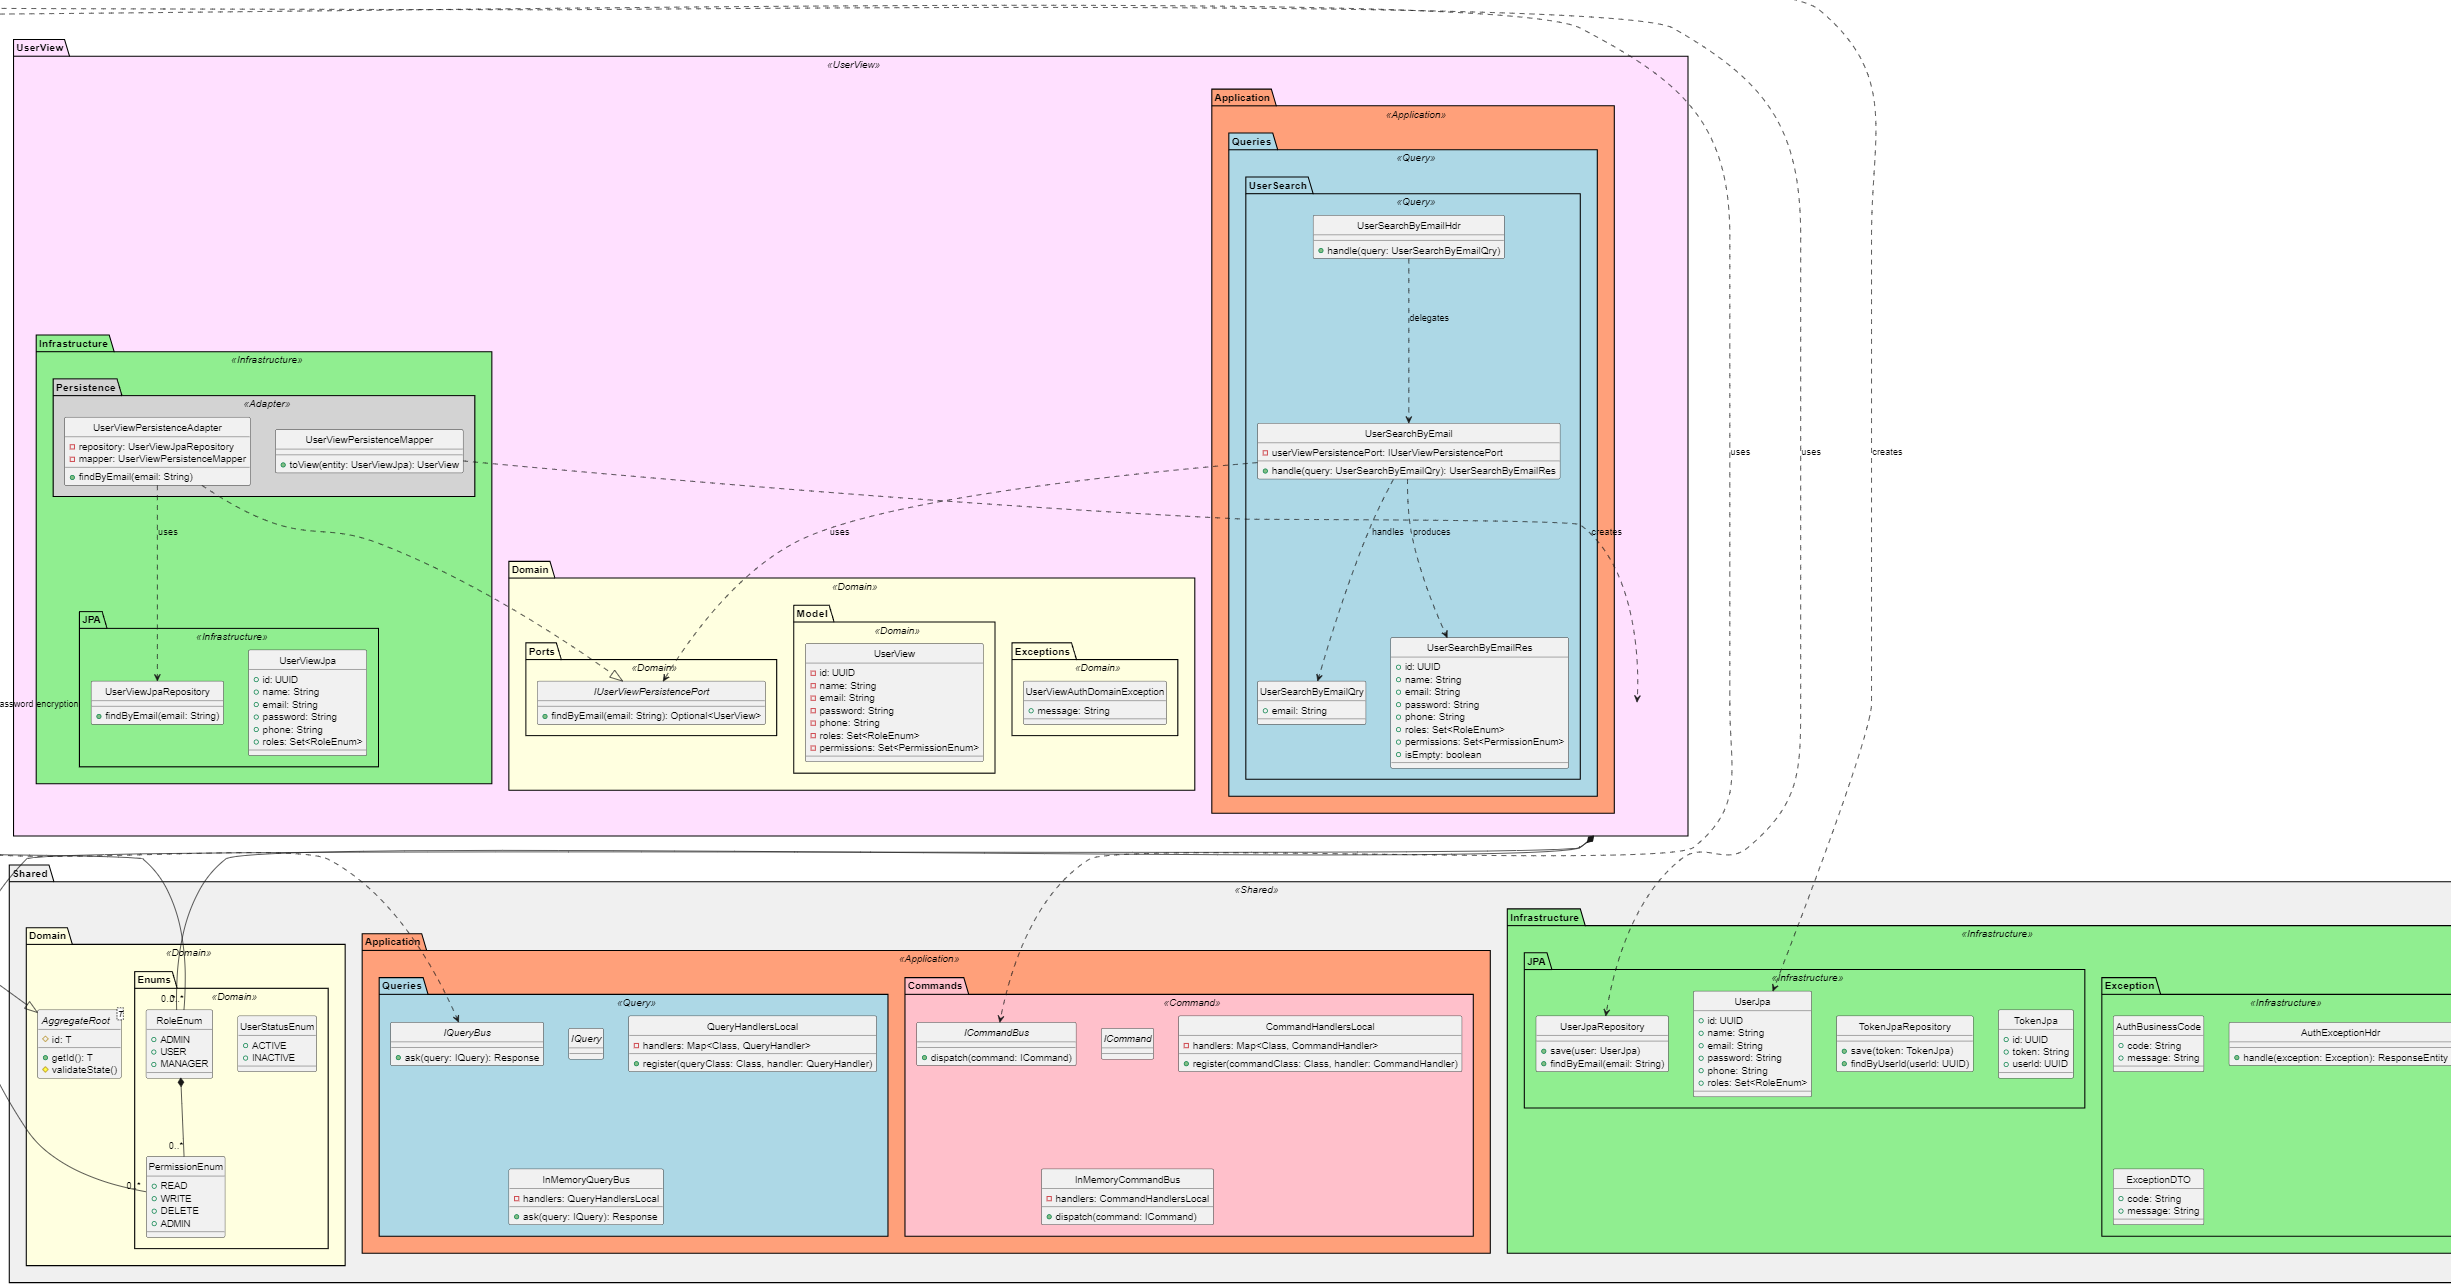 UserView
«UserView»
Application
«Application»
Queries
«Query»
UserSearch
«Query»
UserSearchByEmailHdr
handle(query: UserSearchByEmailQry)
delegates
UserSearchByEmail
userViewPersistencePort: IUserViewPersistencePort
handle(query: UserSearchByEmailQry): UserSearchByEmailRes
handles
produces
creates
UserSearchByEmailQry
email: String
UserSearchByEmailRes
id: UUID
name: String
email: String
password: String
phone: String
roles: Set<RoleEnum>
permissions: Set<PermissionEnum>
isEmpty: boolean
uses
uses
creates
Infrastructure
«Infrastructure»
Persistence
«Adapter»
UserViewPersistenceAdapter
repository: UserViewJpaRepository
mapper: UserViewPersistenceMapper
findByEmail(email: String)
UserViewPersistenceMapper
toView(entity: UserViewJpa): UserView
uses
uses
JPA
«Infrastructure»
UserViewJpaRepository
findByEmail(email: String)
UserViewJpa
id: UUID
name: String
email: String
password: String
phone: String
roles: Set<RoleEnum>
assword encryption
Domain
«Domain»
Ports
«Domain»
IUserViewPersistencePort
findByEmail(email: String): Optional<UserView>
Model
«Domain»
UserView
id: UUID
name: String
email: String
password: String
phone: String
roles: Set<RoleEnum>
permissions: Set<PermissionEnum>
Exceptions
«Domain»
UserViewAuthDomainException
message: String
Shared
«Shared»
Domain
«Domain»
AggregateRoot
id: T
getId(): T
validateState()
Enums
«Domain»
0..*
RoleEnum
ADMIN
USER
MANAGER
UserStatusEnum
ACTIVE
INACTIVE
0..*
0..*
PermissionEnum
READ
WRITE
DELETE
ADMIN
Application
«Application»
Queries
«Query»
IQueryBus
ask(query: IQuery): Response
IQuery
QueryHandlersLocal
handlers: Map<Class, QueryHandler>
register(queryClass: Class, handler: QueryHandler)
InMemoryQueryBus
handlers: QueryHandlersLocal
ask(query: IQuery): Response
Commands
«Command»
ICommandBus
dispatch(command: ICommand)
ICommand
CommandHandlersLocal
handlers: Map<Class, CommandHandler>
register(commandClass: Class, handler: CommandHandler)
InMemoryCommandBus
handlers: CommandHandlersLocal
dispatch(command: ICommand)
Infrastructure
«Infrastructure»
JPA
«Infrastructure»
UserJpaRepository
save(user: UserJpa)
findByEmail(email: String)
UserJpa
id: UUID
name: String
email: String
password: String
phone: String
roles: Set<RoleEnum>
TokenJpaRepository
save(token: TokenJpa)
findByUserId(userId: UUID)
TokenJpa
id: UUID
token: String
userId: UUID
Exception
«Infrastructure»
AuthBusinessCode
code: String
message: String
AuthExceptionHdr
handle(exception: Exception): ResponseEntity
ExceptionDTO
code: String
message: String